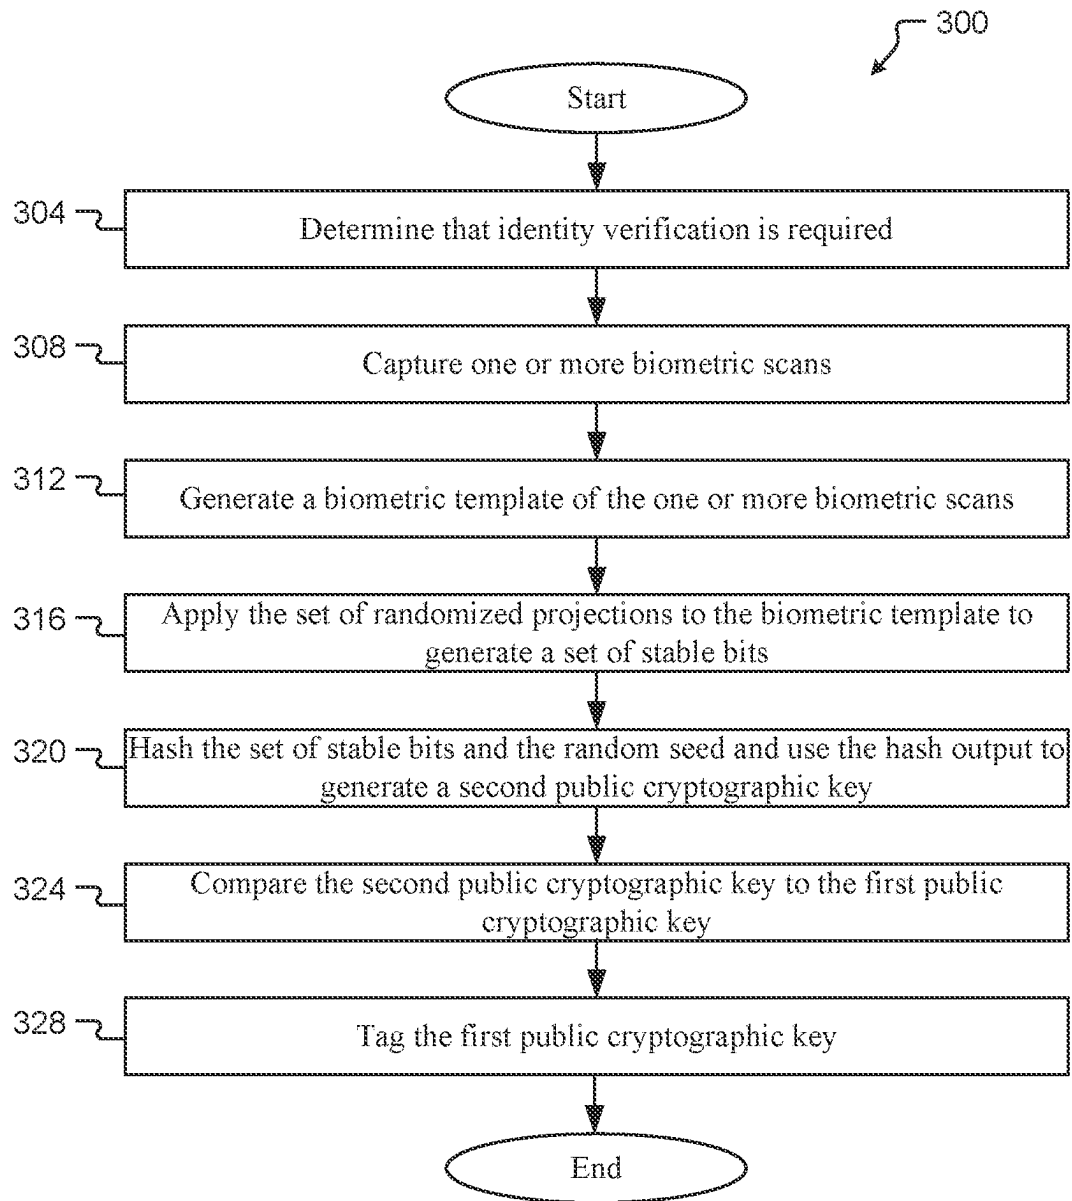 300
Start
304
Determine that identity verification is required
308
Capture one or more biometric scans
312
Generate a biometric template of the one or more biometric scans
316
Apply the set of randomized projections to the biometric template to
generate a set of stable bits
320
Hash the set of stable bits and the random seed and use the hash output to
generate a second public cryptographic key
324
Compare the second public cryptographic key to the first public
cryptographic key
328
Tag the first public cryptographic key
End